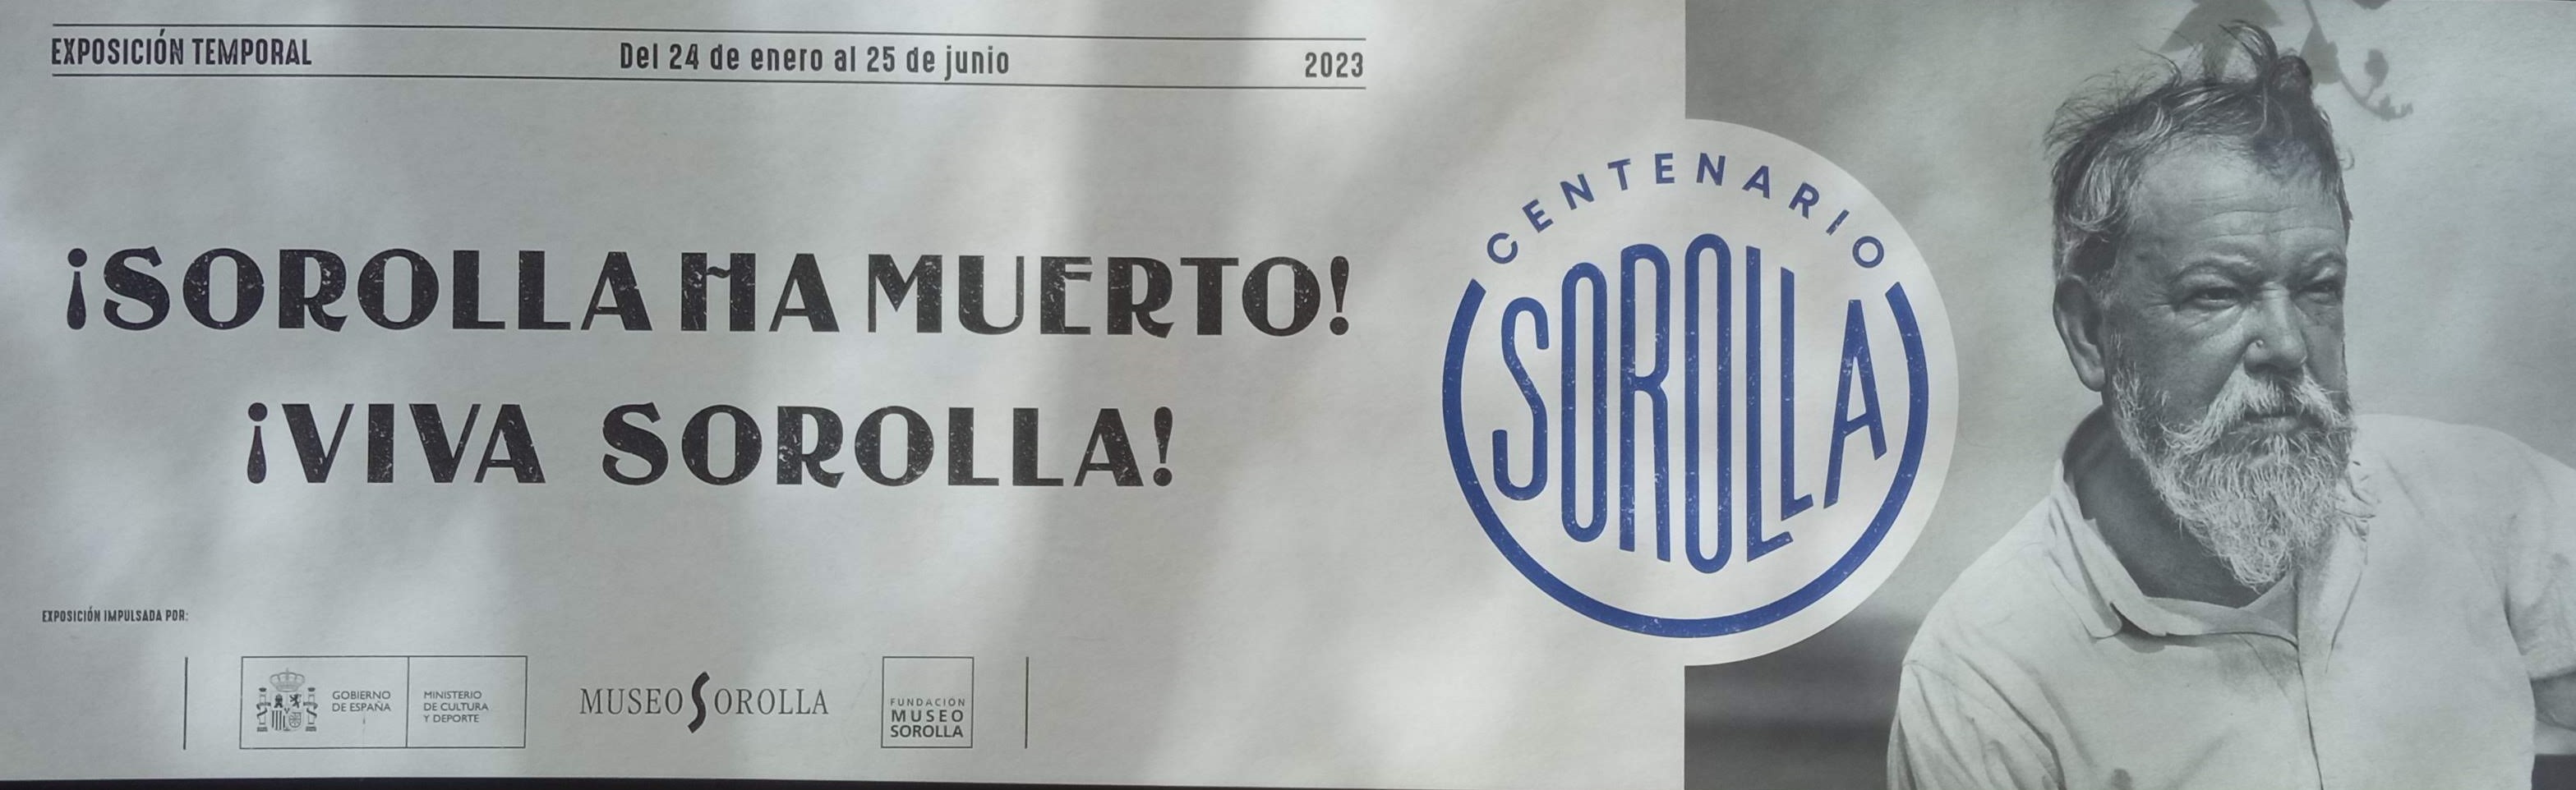 EXPOSICIÓN TEMPORAL
Del 24 de enero al 25 de junio
2023
¡SOROLLA HA MUERTO!
¡VIVA SOROLLA!
CENTENARIO
SOROLLA
EXPOSICIÓN IMPULSADA POR:
GOBIERNO
DE ESPAÑA
MINISTERIO
DE CULTURA
Y DEPORTE
MUSEO SOROLLA
FUNDACIÓN
MUSEO
SOROLLA